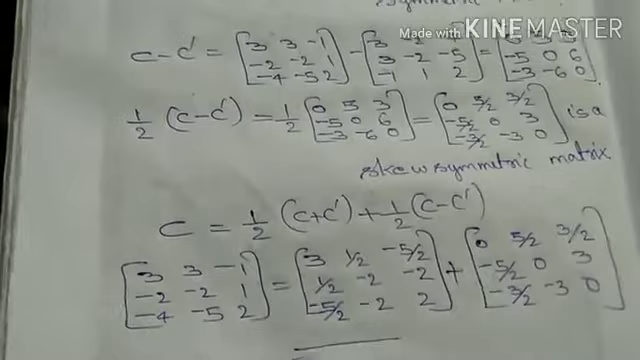 symmetric
Made with KINEMASTER
C-C' = [3 3 -1; -2 -2 1; -4 -5 2] - [3 -2 ; 3 -2 -5; -1 1 2] = [ ; -5 0 6; -3 -6 0]
1/2 (C-C') = 1/2 [0 5 3; -5 0 6; -3 -6 0] = [0 5/2 3/2; -5/2 0 3; -3/2 -3 0] is a
skew symmetric matrix
C = 1/2 (C+C') + 1/2 (C-C')
[3 3 -1; -2 -2 1; -4 -5 2] = [3 1/2 -5/2; 1/2 -2 -2; -5/2 -2 2] + [0 5/2 3/2; -5/2 0 3; -3/2 -3 0]